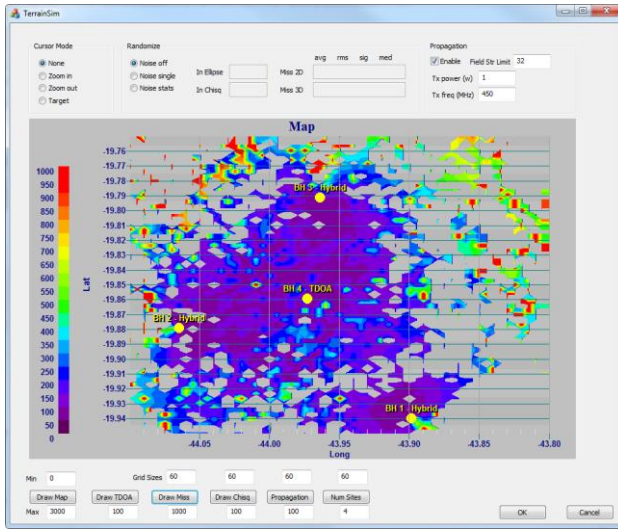 TerrainSim
Cursor Mode
None
Zoom in
Zoom out
Target
Randomize
Noise off
Noise single
Noise stats
avg rms sig med
In Ellipse
Miss 2D
In Chisq
Miss 3D
Propagation
Enable
Field Str Limit 32
Tx power (w) 1
Tx freq (MHz) 450
Map
1000
950
900
850
800
750
700
650
600
550
500
450
400
350
300
250
200
150
100
50
0
Lat
-19.76
-19.77
-19.78
-19.79
-19.80
-19.81
-19.82
-19.83
-19.84
-19.85
-19.86
-19.87
-19.88
-19.89
-19.90
-19.91
-19.92
-19.93
-19.94
BH 3 - Hybrid
BH 4 - TDOA
BH 2 - Hybrid
BH 1 - Hybrid
-44.05 -44.00 -43.95 -43.90 -43.85 -43.80
Long
Min 0 Grid Sizes 60 60 60 60
Draw Map Draw TDOA Draw Miss Draw Chisq Propagation Num Sites
Max 3000 100 1000 100 100 4
OK Cancel